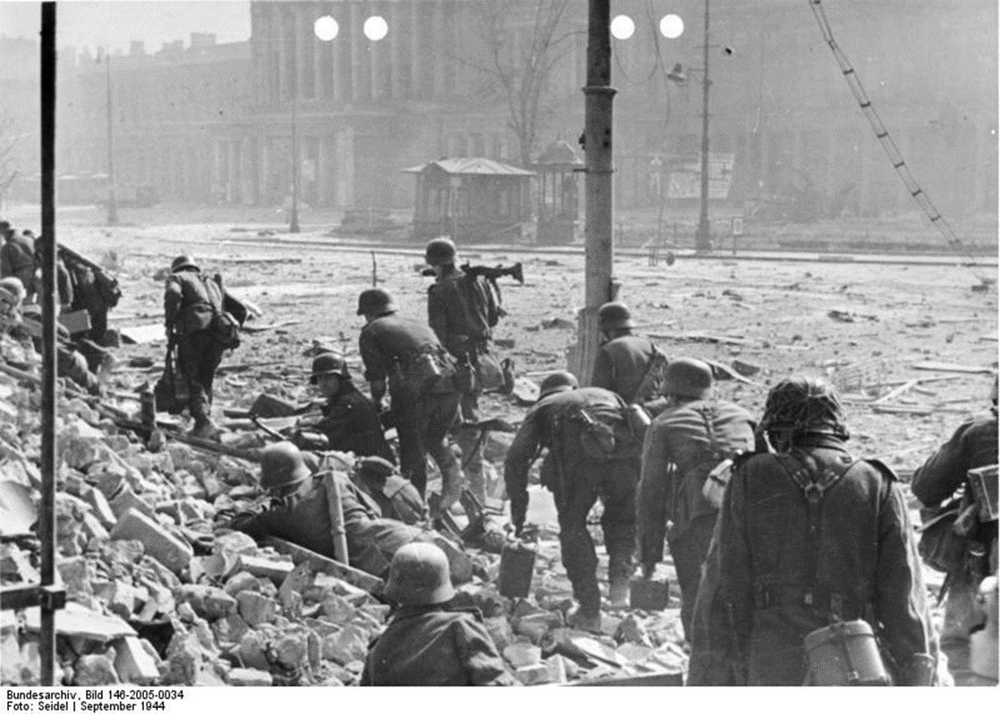 Bundesarchiv, Bild 146-2005-0034
Foto: Seidel | September 1944